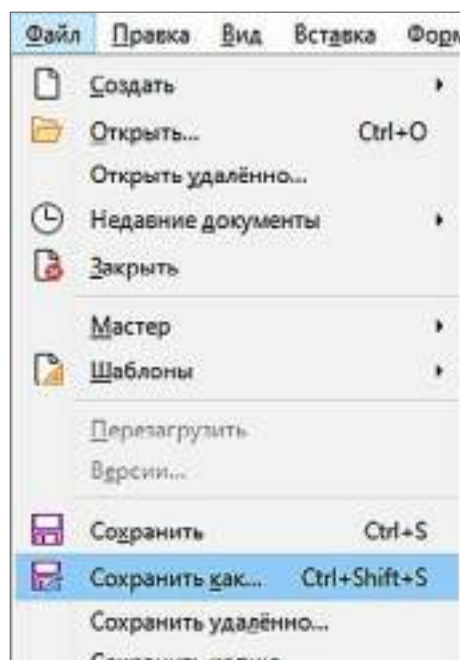 Файл Правка Вид Вставка
Создать
Открыть... Ctrl+O
Открыть удалённо...
Недавние документы
Закрыть
Мастер
Шаблоны
Перезагрузить
Версии...
Сохранить Ctrl+S
Сохранить как... Ctrl+Shift+S
Сохранить удалённо...